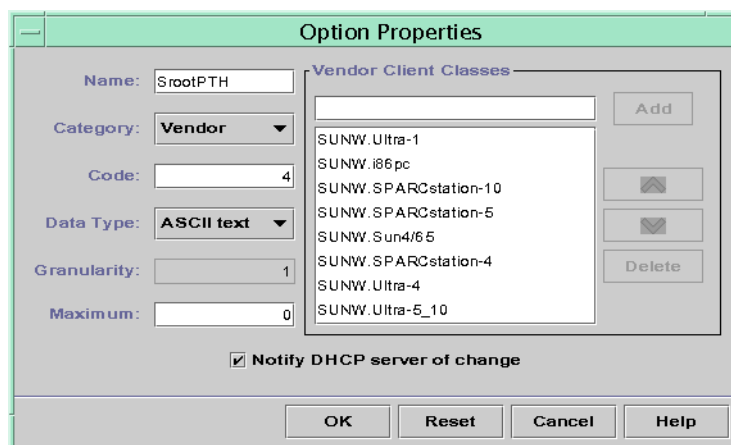 Option Properties
Name: SrootPTH
Category: Vendor
Code: 4
Data Type: ASCII text
Granularity: 1
Maximum: 0
Vendor Client Classes
Add
SUNW.Ultra-1
SUNW.i86pc
SUNW.SPARCstation-10
SUNW.SPARCstation-5
SUNW.Sun4/65
SUNW.SPARCstation-4
SUNW.Ultra-4
SUNW.Ultra-5_10
Delete
Notify DHCP server of change
OK Reset Cancel Help